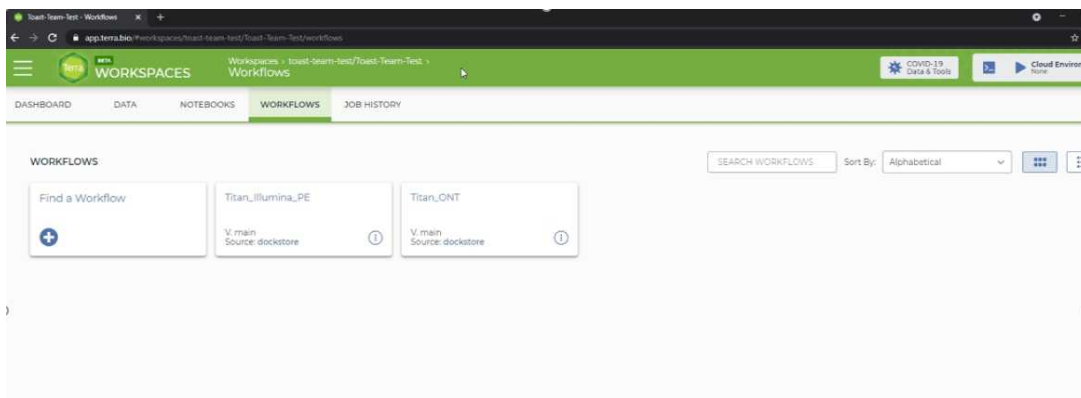 Toast-Team-Test - Workflows
app.terra.bio/#workspaces/toast-team-test/Toast-Team-Test/workflows
Terra
BETA
WORKSPACES
Workspaces > toast-team-test/Toast-Team-Test >
Workflows
COVID-19
Data & Tools
Cloud Environ
None
DASHBOARD DATA NOTEBOOKS WORKFLOWS JOB HISTORY
WORKFLOWS
SEARCH WORKFLOWS
Sort By: Alphabetical
Find a Workflow
Titan_Illumina_PE
V. main
Source: dockstore
Titan_ONT
V. main
Source: dockstore